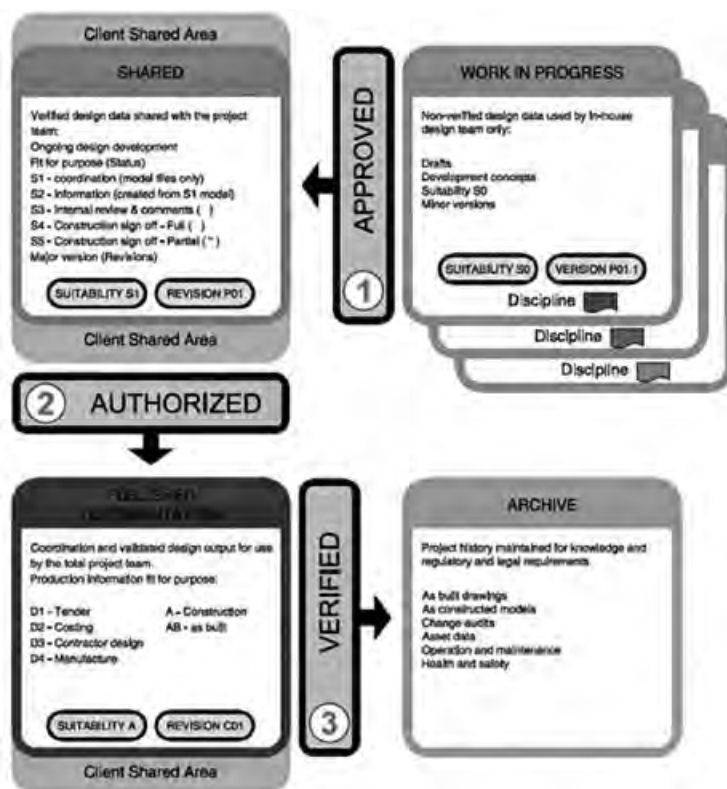 Client Shared Area
SHARED
Verified design data shared with the project
team:
Ongoing design development
Fit for purpose (Status)
S1 - coordination (model files only)
S2 - Information (created from S1 model)
S3 - Internal review & comments ( )
S4 - Construction sign off - Full ( )
S5 - Construction sign off - Partial ( * )
Major version (Revisions)
SUITABILITY S1
REVISION P01
Client Shared Area
APPROVED
1
WORK IN PROGRESS
Non-verified design data used by In-house
design team only:
Drafts
Development concepts
Suitability S0
Minor versions
SUITABILITY S0
VERSION P01.1
Discipline
Discipline
Discipline
2 AUTHORIZED
PUBLISHED
DOCUMENTATION
Coordination and validated design output for use
by the total project team.
Production information fit for purpose:
D1 - Tender
D2 - Costing
D3 - Contractor design
D4 - Manufacture
A - Construction
AB - as built
SUITABILITY A
REVISION C01
Client Shared Area
VERIFIED
3
ARCHIVE
Project history maintained for knowledge and
regulatory and legal requirements
As built drawings
As constructed models
Change audits
Asset data
Operation and maintenance
Health and safety